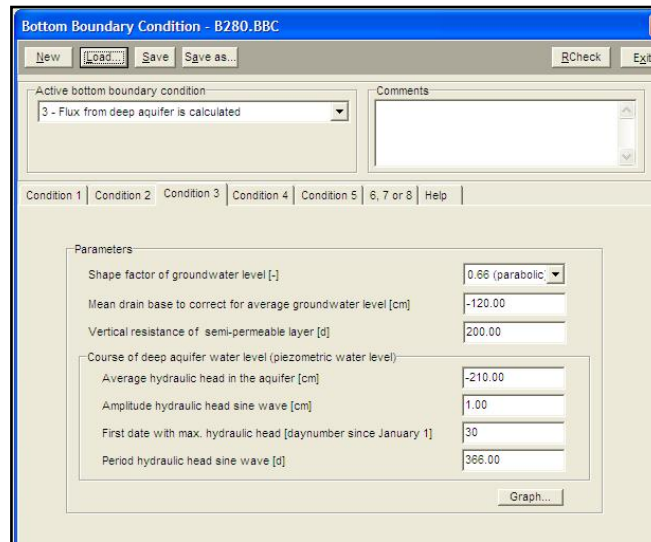 Bottom Boundary Condition - B280.BBC
New Load... Save Save as... RCheck Exit
Active bottom boundary condition Comments
3 - Flux from deep aquifer is calculated
Condition 1 Condition 2 Condition 3 Condition 4 Condition 5 6, 7 or 8 Help
Parameters
Shape factor of groundwater level [-] 0.66 (parabolic)
Mean drain base to correct for average groundwater level [cm] -120.00
Vertical resistance of semi-permeable layer [d] 200.00
Course of deep aquifer water level (piezometric water level)
Average hydraulic head in the aquifer [cm] -210.00
Amplitude hydraulic head sine wave [cm] 1.00
First date with max. hydraulic head [daynumber since January 1] 30
Period hydraulic head sine wave [d] 366.00
Graph...